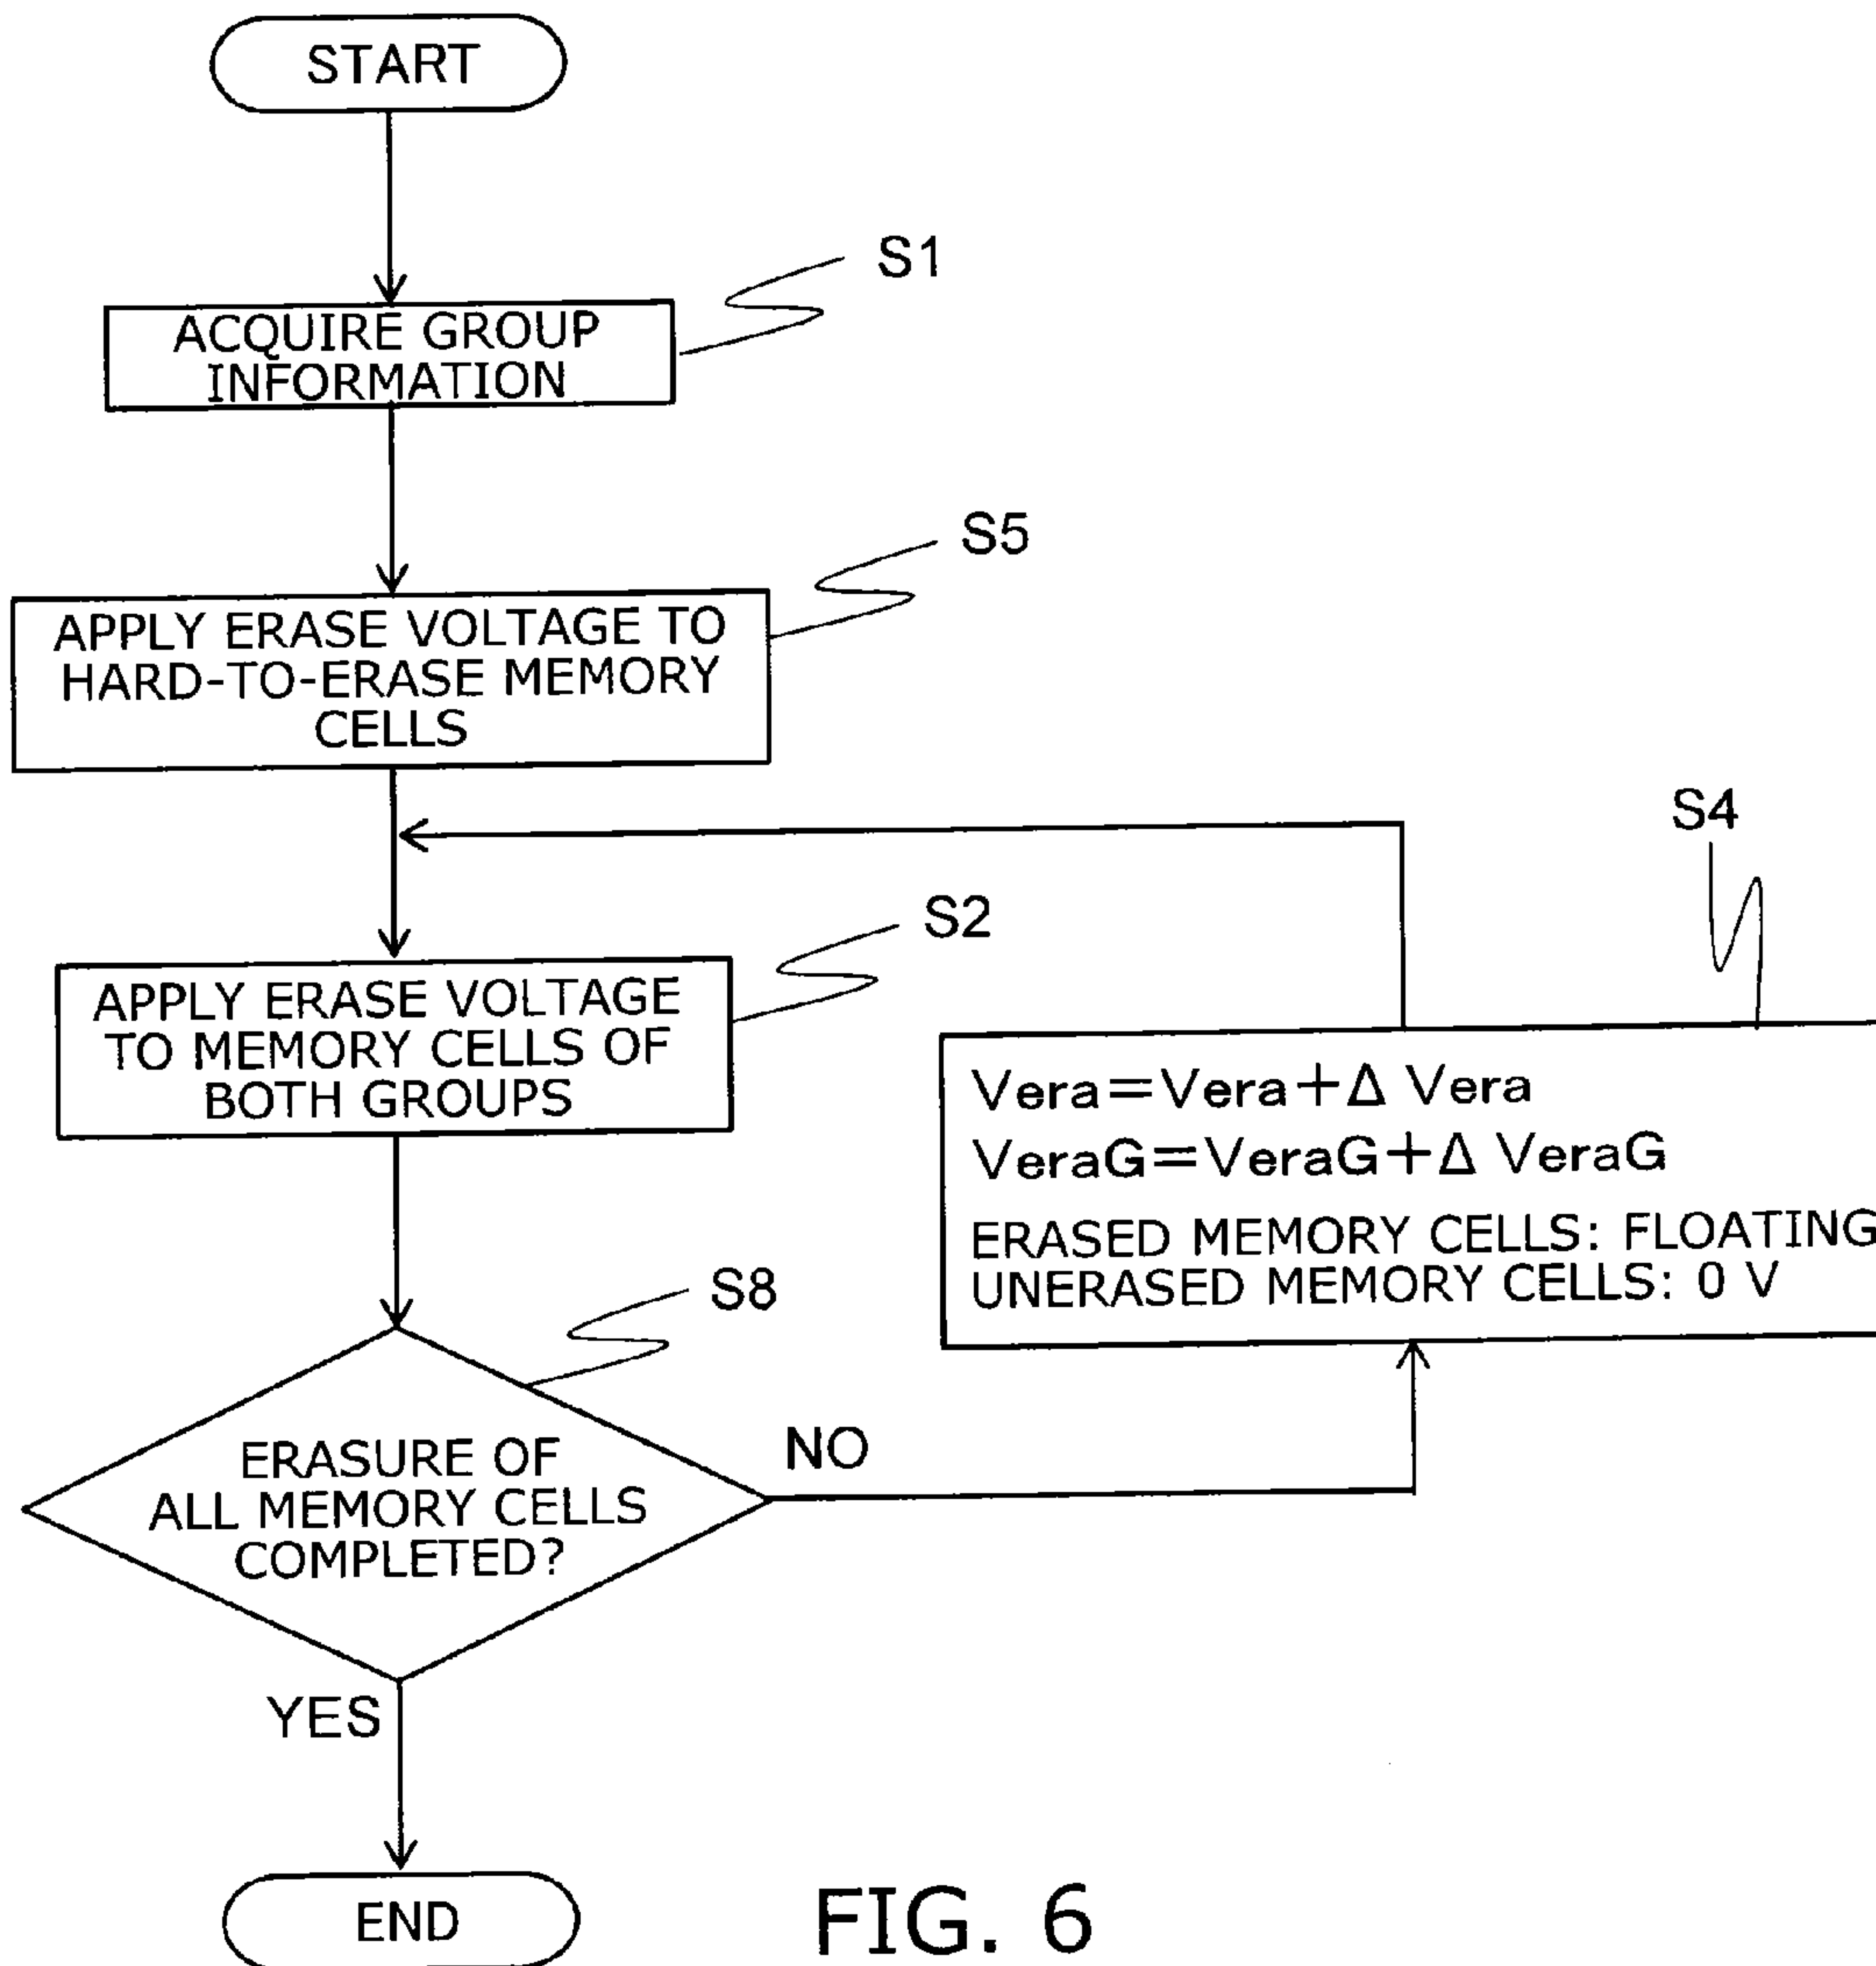 START
S1
ACQUIRE GROUP
INFORMATION
S5
APPLY ERASE VOLTAGE TO
HARD-TO-ERASE MEMORY
CELLS
S4
S2
APPLY ERASE VOLTAGE
TO MEMORY CELLS OF
BOTH GROUPS
Vera=Vera+Δ Vera
VeraG=VeraG+Δ VeraG
ERASED MEMORY CELLS: FLOATING
UNERASED MEMORY CELLS: 0 V
S8
ERASURE OF
ALL MEMORY CELLS
COMPLETED?
NO
YES
END
FIG. 6